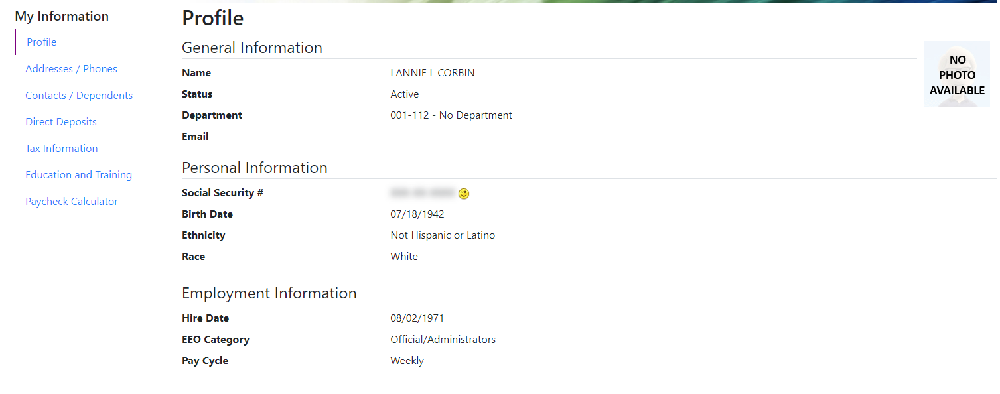 My Information
Profile
Addresses / Phones
Contacts / Dependents
Direct Deposits
Tax Information
Education and Training
Paycheck Calculator
Profile
General Information
Name LANNIE L CORBIN
Status Active
Department 001-112 - No Department
Email
NO
PHOTO
AVAILABLE
Personal Information
Social Security #
Birth Date 07/18/1942
Ethnicity Not Hispanic or Latino
Race White
Employment Information
Hire Date 08/02/1971
EEO Category Official/Administrators
Pay Cycle Weekly